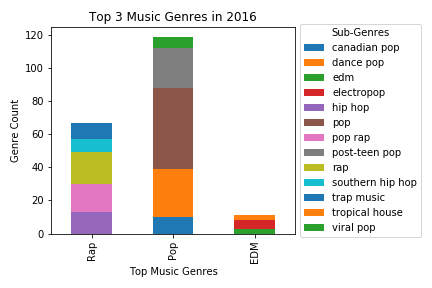 Top 3 Music Genres in 2016
Genre Count
120
100
80
60
40
20
0
Rap
Pop
EDM
Top Music Genres
Sub-Genres
canadian pop
dance pop
edm
electropop
hip hop
pop
pop rap
post-teen pop
rap
southern hip hop
trap music
tropical house
viral pop